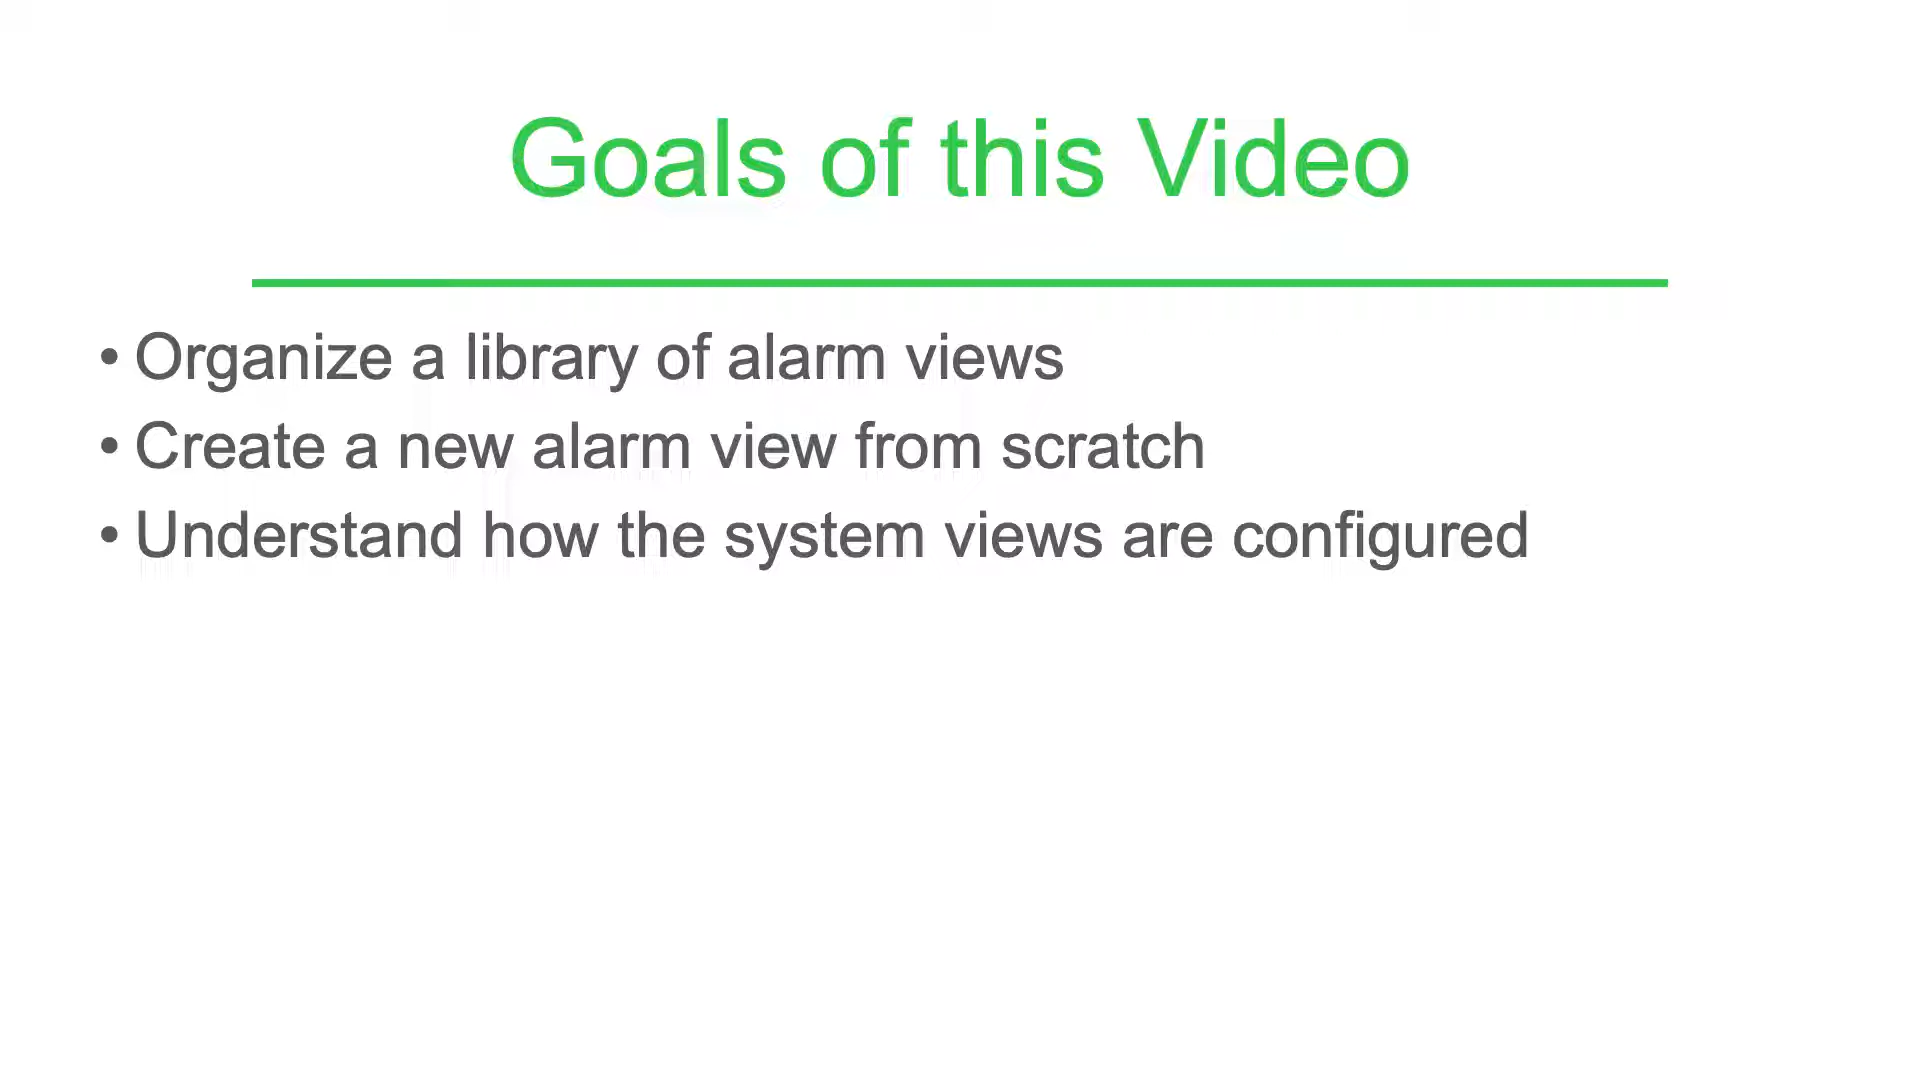 Goals of this Video
• Organize a library of alarm views
• Create a new alarm view from scratch
• Understand how the system views are configured